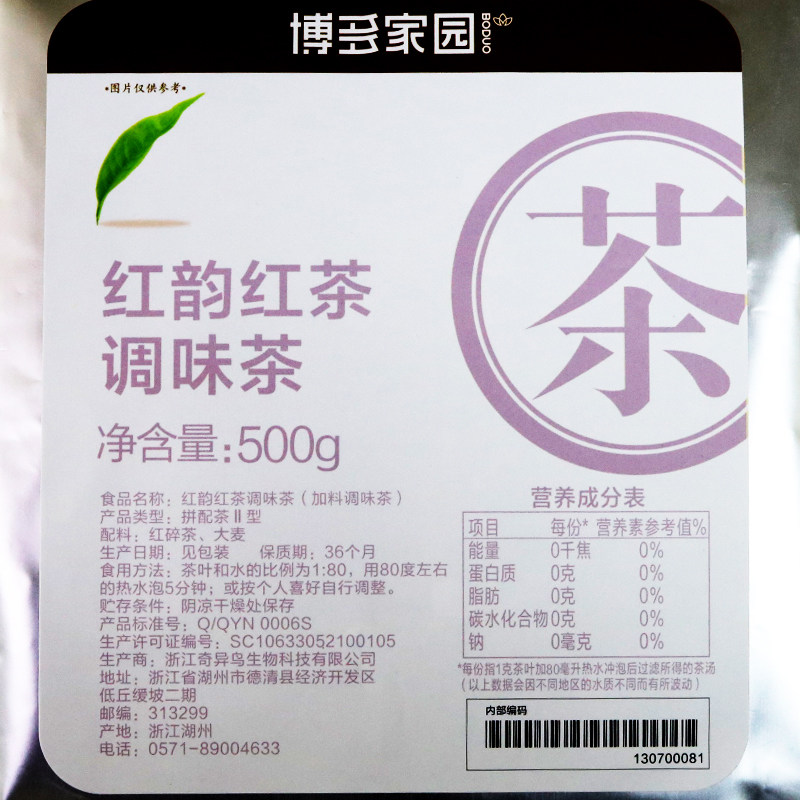 博多家园
BODUO
•图片仅供参考•
茶
红韵红茶
调味茶
净含量:500g
食品名称：红韵红茶调味茶（加料调味茶）
产品类型：拼配茶Ⅱ型
配料：红碎茶、大麦
生产日期：见包装 保质期：36个月
食用方法：茶叶和水的比例为1:80，用80度左右
的热水泡5分钟；或按个人喜好自行调整。
贮存条件：阴凉干燥处保存
产品标准号：Q/QYN 0006S
生产许可证编号：SC10633052100105
生产商：浙江奇异鸟生物科技有限公司
地址：浙江省湖州市德清县经济开发区
低丘缓坡二期
邮编：313299
产地：浙江湖州
电话：0571-89004633
营养成分表
项目 每份* 营养素参考值%
能量 0千焦 0%
蛋白质 0克 0%
脂肪 0克 0%
碳水化合物 0克 0%
钠 0毫克 0%
*每份指1克茶叶加80毫升热水冲泡后过滤所得的茶汤
（以上数据会因不同地区的水质不同而有所波动）
内部编码
130700081